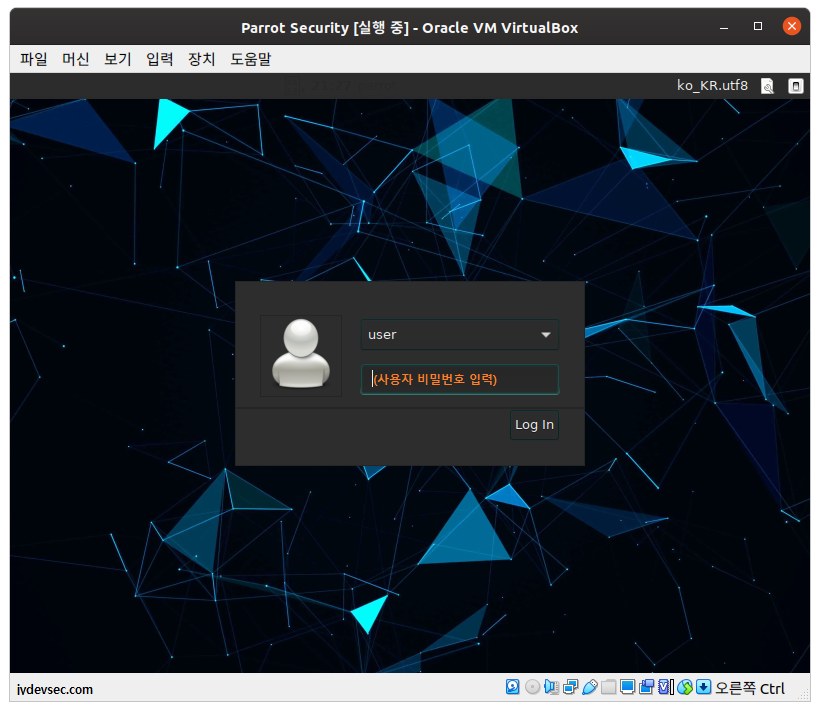 Parrot Security [실행 중] - Oracle VM VirtualBox
파일 머신 보기 입력 장치 도움말
ko_KR.utf8
user
(사용자 비밀번호 입력)
Log In
jydevsec.com
오른쪽 Ctrl